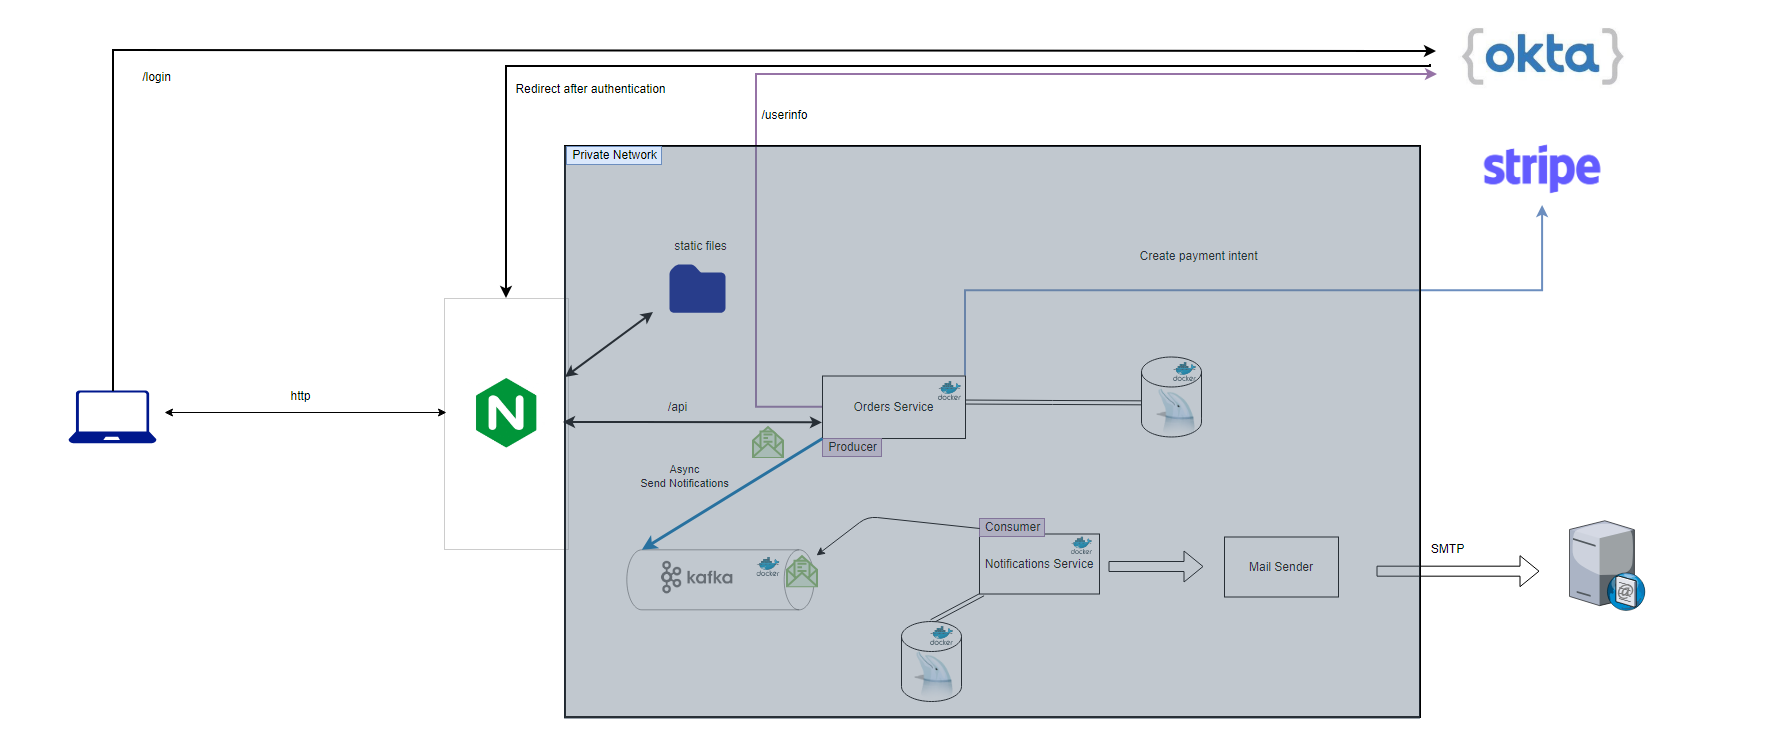 {okta}
/login
Redirect after authentication
/userinfo
Private Network
stripe
static files
Create payment intent
docker
docker
http
/api
Orders Service
N
Producer
Async
Send Notifications
Consumer
docker
SMTP
docker
kafka
Notifications Service
Mail Sender
@
docker